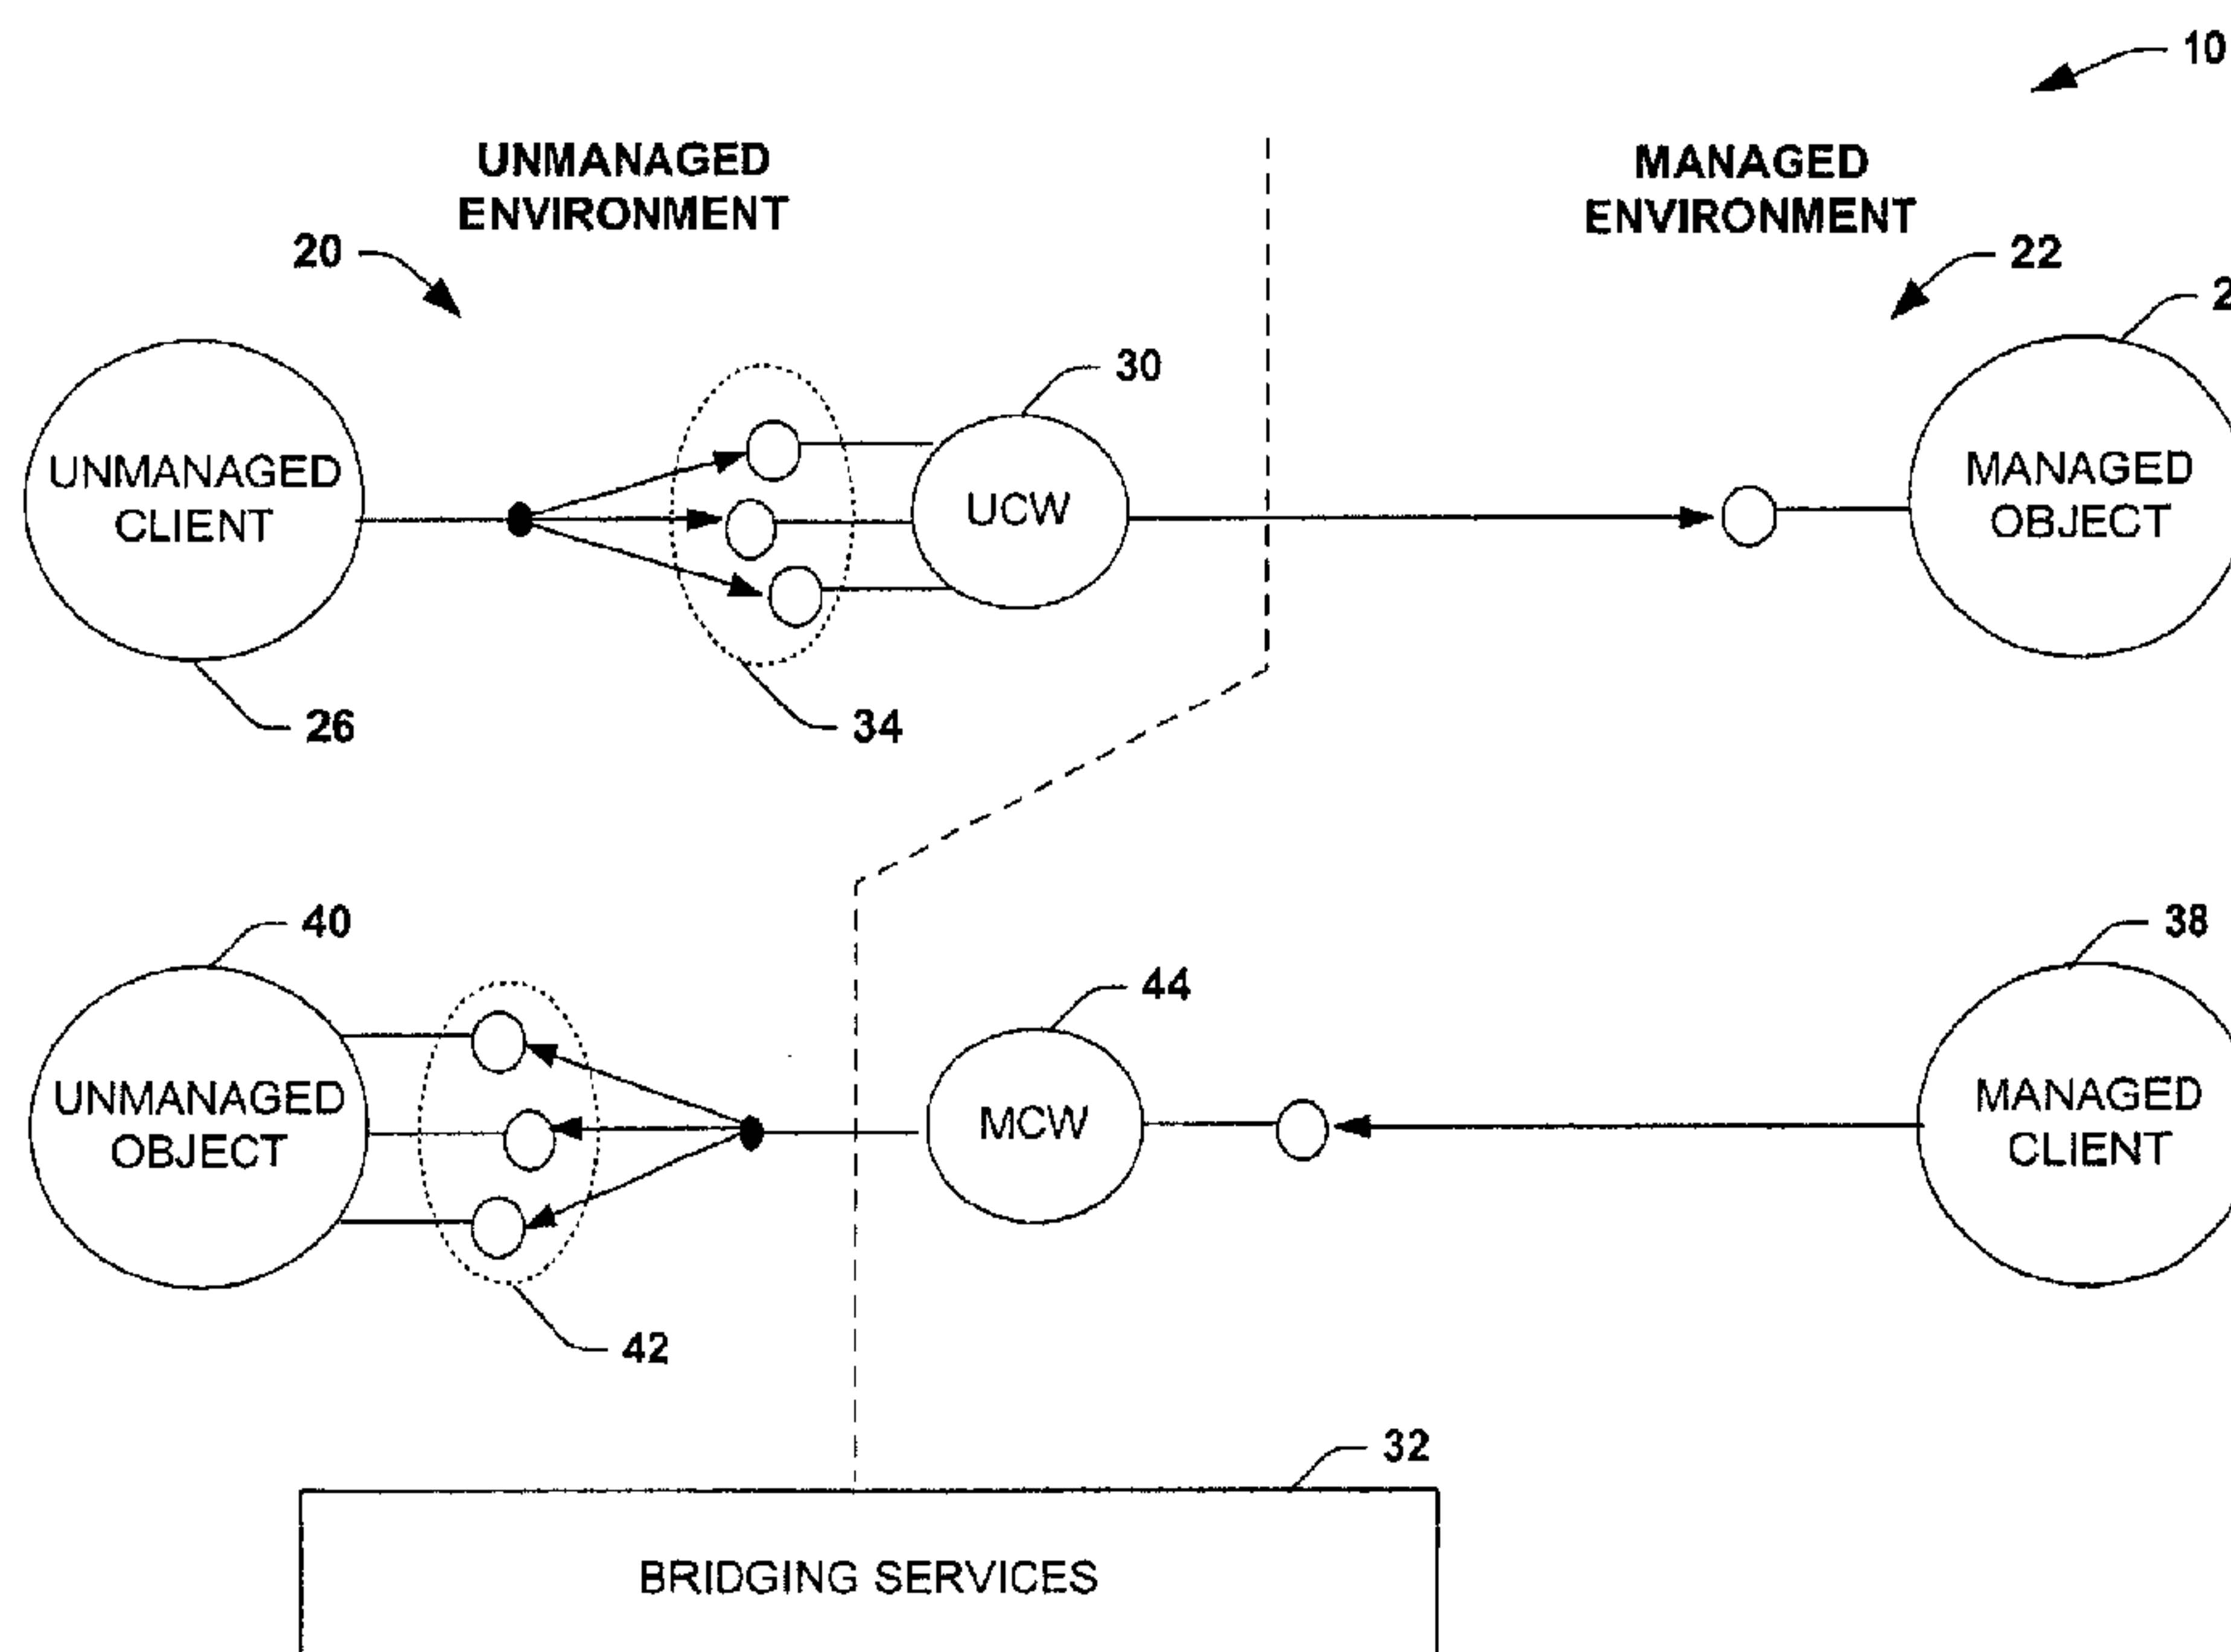 10
UNMANAGED
ENVIRONMENT
MANAGED
ENVIRONMENT
20
22
30
UNMANAGED
CLIENT
UCW
MANAGED
OBJECT
26
34
40
38
44
UNMANAGED
OBJECT
MCW
MANAGED
CLIENT
42
32
BRIDGING SERVICES